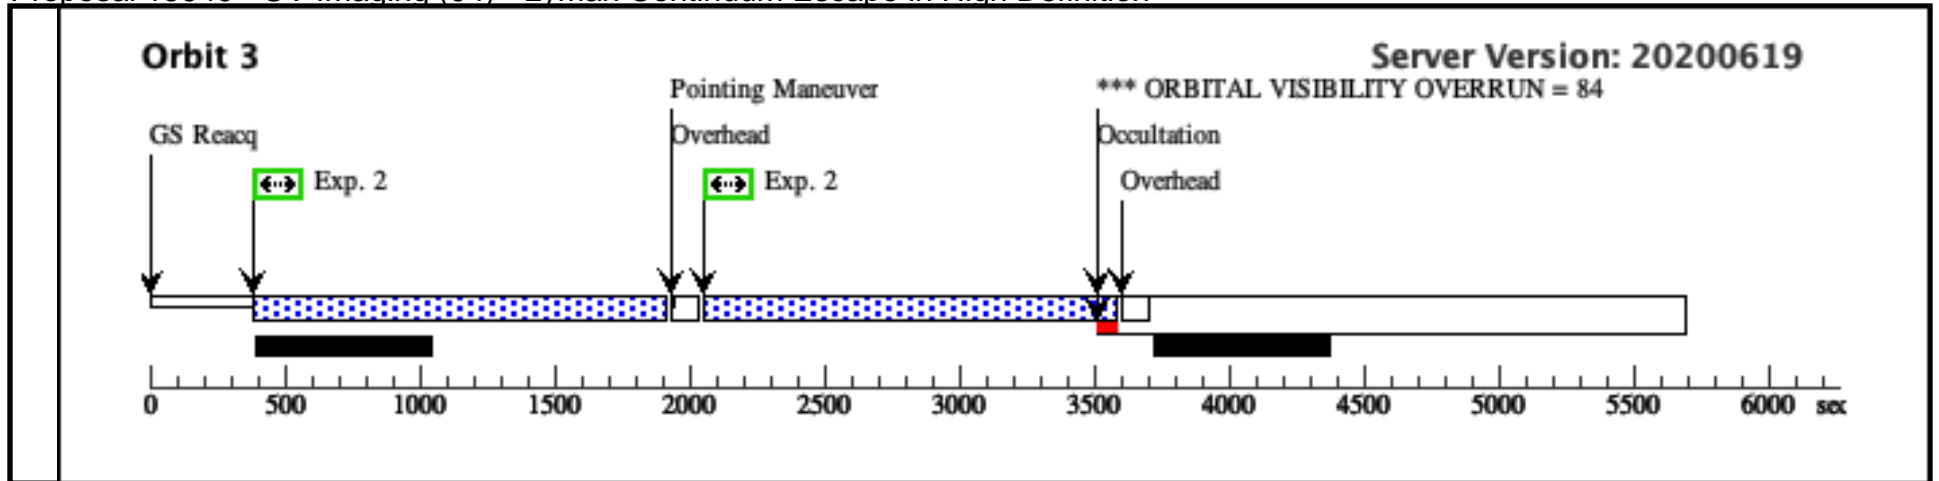 Orbit 3
Server Version: 20200619
Pointing Maneuver
*** ORBITAL VISIBILITY OVERRUN = 84
GS Reacq
Overhead
Occultation
Exp. 2
Exp. 2
Overhead
0 500 1000 1500 2000 2500 3000 3500 4000 4500 5000 5500 6000 sec